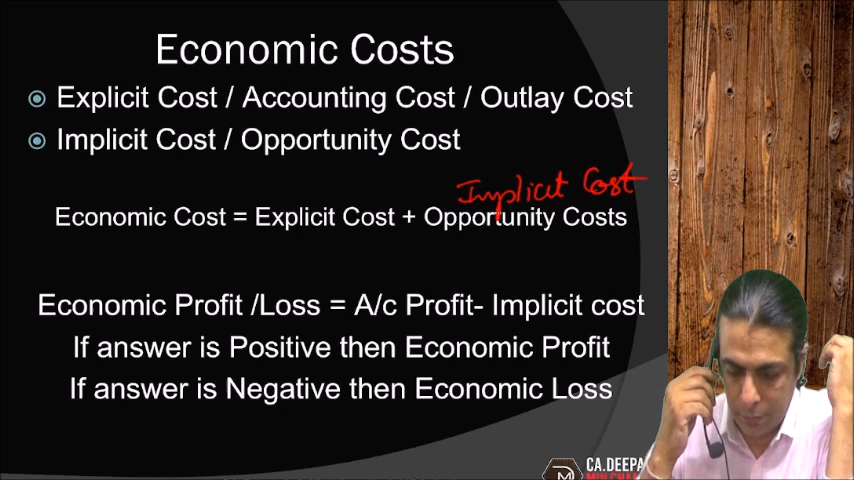 Economic Costs
Explicit Cost / Accounting Cost / Outlay Cost
Implicit Cost / Opportunity Cost
Implicit Cost
Economic Cost = Explicit Cost + Opportunity Costs
Economic Profit /Loss = A/c Profit- Implicit cost
If answer is Positive then Economic Profit
If answer is Negative then Economic Loss
CA.DEEPA